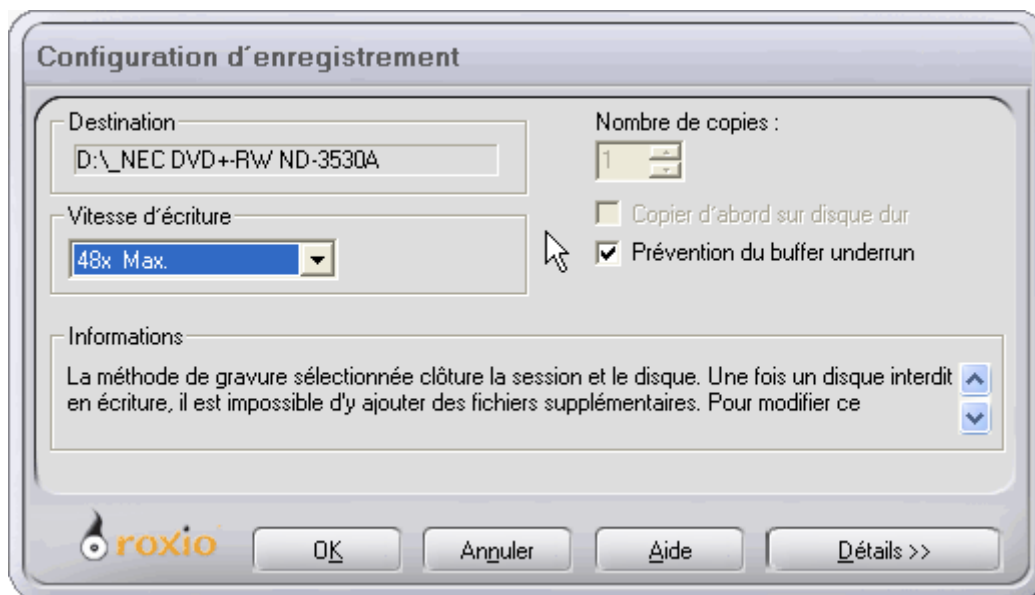 Configuration d´enregistrement
Destination
D:\_NEC DVD+-RW ND-3530A
Nombre de copies :
1
Vitesse d´écriture
48x Max.
Copier d´abord sur disque dur
Prévention du buffer underrun
Informations
La méthode de gravure sélectionnée clôture la session et le disque. Une fois un disque interdit
en écriture, il est impossible d'y ajouter des fichiers supplémentaires. Pour modifier ce
roxio
OK
Annuler
Aide
Détails >>